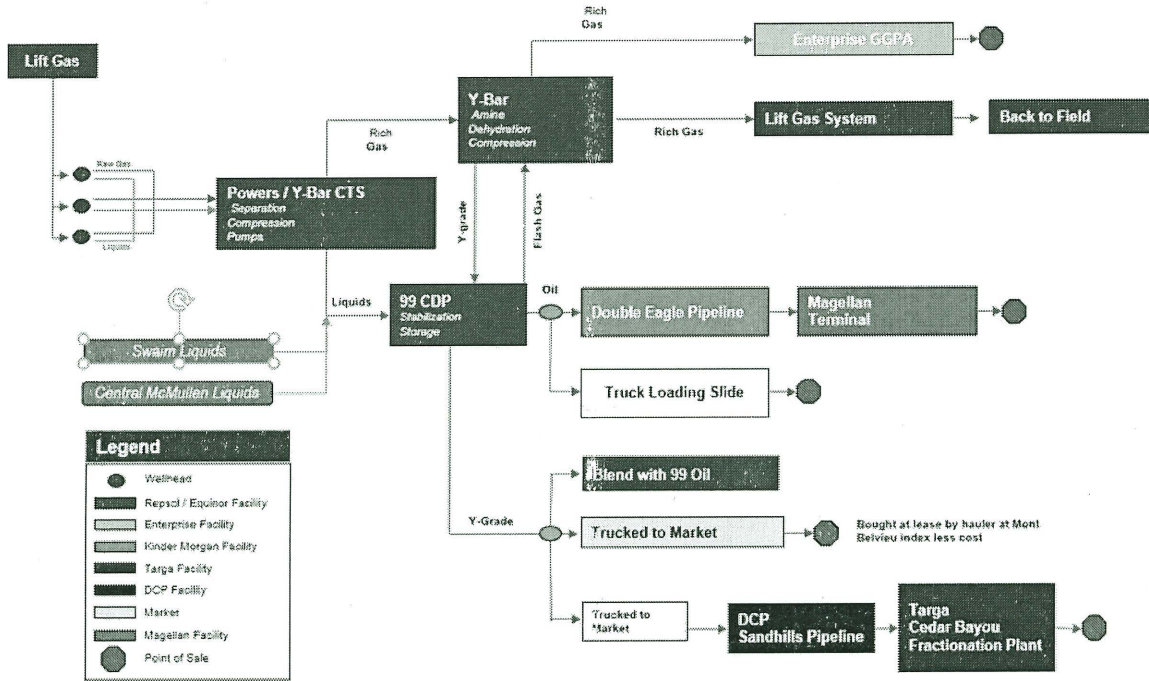 Rich
Gas
Enterprise GGPA
Lift Gas
Y-Bar
Amine
Dehydration
Compression
Rich Gas
Lift Gas System
Back to Field
Rich
Gas
Raw Gas
Powers / Y-Bar CTS
Separation
Compression
Pumps
Liquids
Y-grade
Flash Gas
Liquids
99 CDP
Stabilization
Storage
Oil
Double Eagle Pipeline
Magellan
Terminal
Swaim Liquids
Central McMullen Liquids
Truck Loading Slide
Legend
Wellhead
Repsol / Equinor Facility
Enterprise Facility
Kinder Morgan Facility
Targa Facility
DCP Facility
Market
Magellan Facility
Point of Sale
Blend with 99 Oil
Y-Grade
Trucked to Market
Bought at lease by hauler at Mont
Belvieu index less cost
Trucked to
Market
DCP
Sandhills Pipeline
Targa
Cedar Bayou
Fractionation Plant